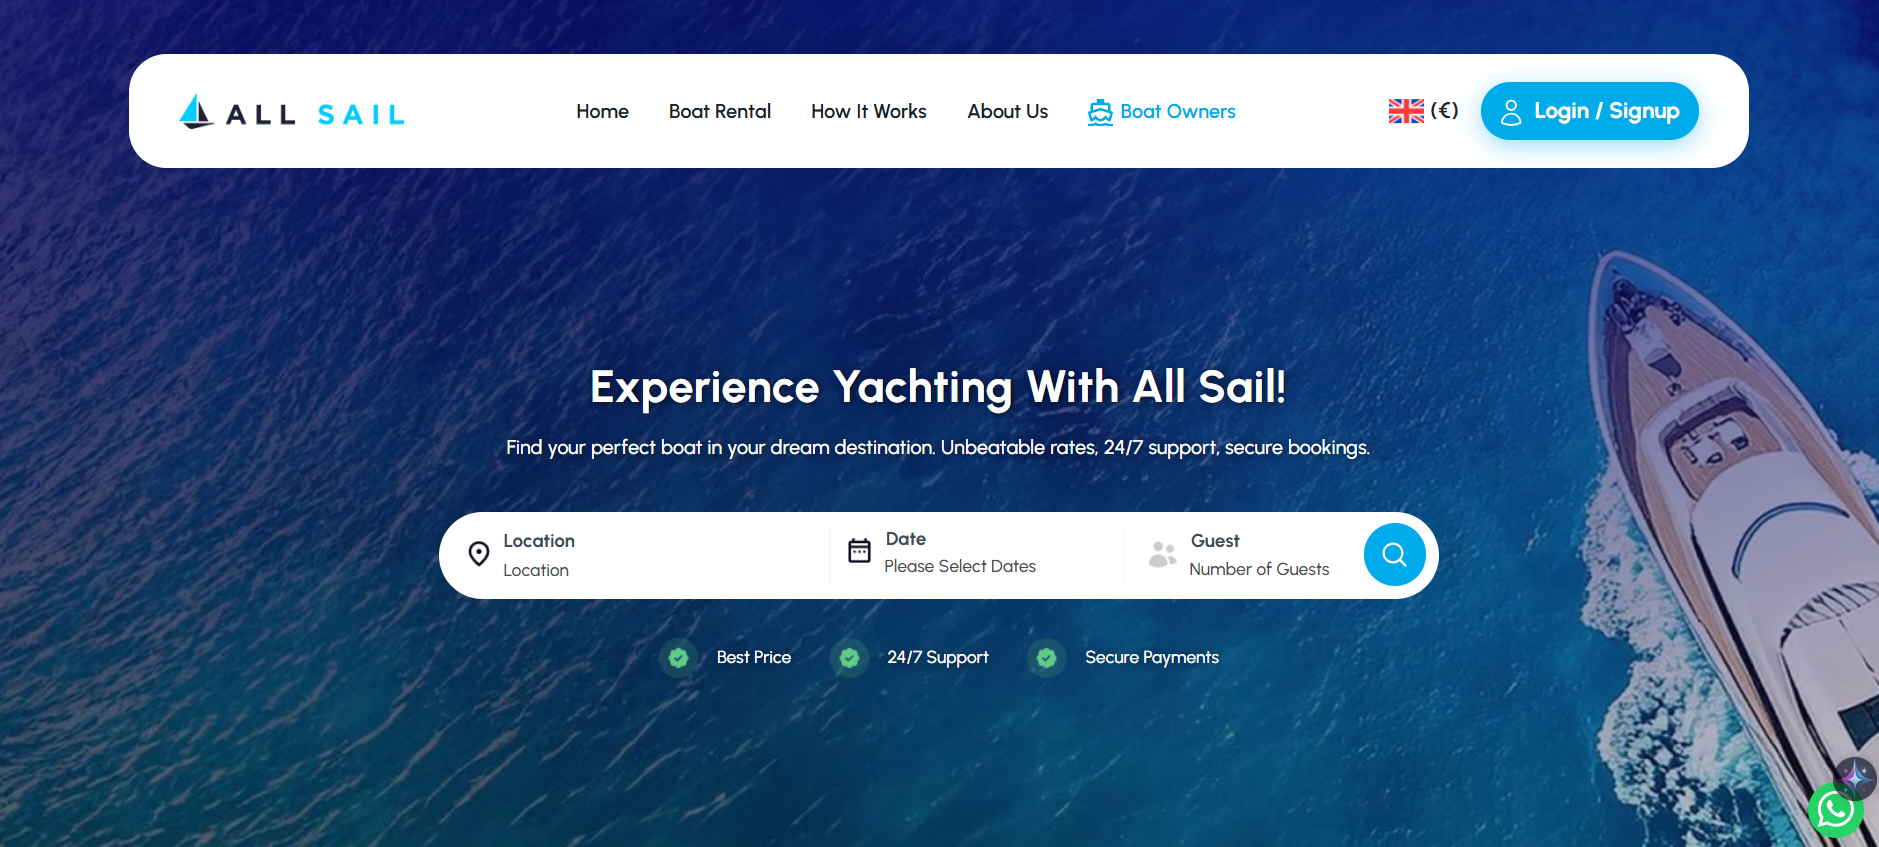 ALL SAIL
Home
Boat Rental
How It Works
About Us
Boat Owners
(€)
Login / Signup
Experience Yachting With All Sail!
Find your perfect boat in your dream destination. Unbeatable rates, 24/7 support, secure bookings.
Location
Location
Date
Please Select Dates
Guest
Number of Guests
Best Price
24/7 Support
Secure Payments